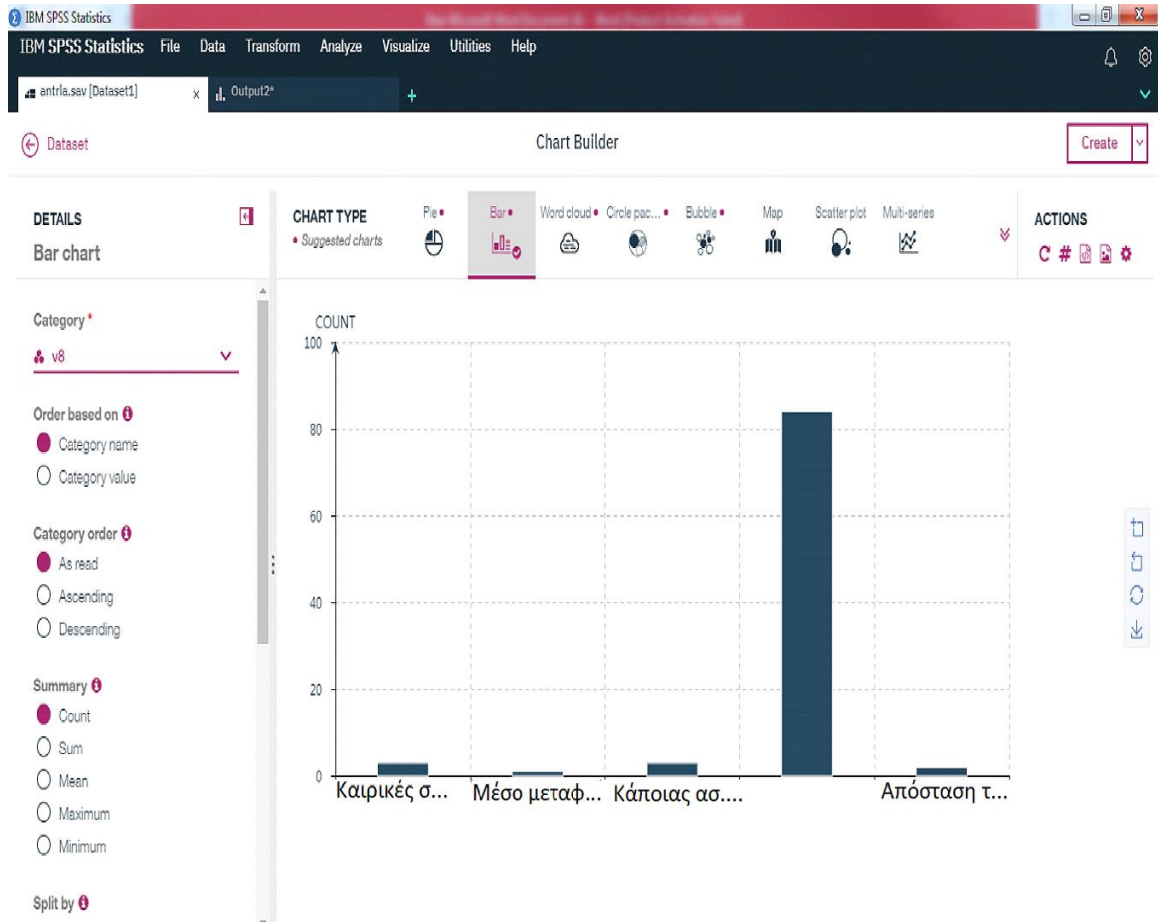 IBM SPSS Statistics
IBM SPSS Statistics File Data Transform Analyze Visualize Utilities Help
antrla.sav [Dataset1] x Output2* +
Dataset
Chart Builder
Create
DETAILS
Bar chart
CHART TYPE
• Suggested charts
Pie • Bar • Word cloud • Circle pac... • Bubble • Map Scatter plot Multi-series
ACTIONS
Category *
v8
Order based on
Category name
Category value
Category order
As read
Ascending
Descending
Summary
Count
Sum
Mean
Maximum
Minimum
Split by
COUNT
100
80
60
40
20
0
Καιρικές σ... Μέσο μεταφ... Κάποιας ασ.... Απόσταση τ...